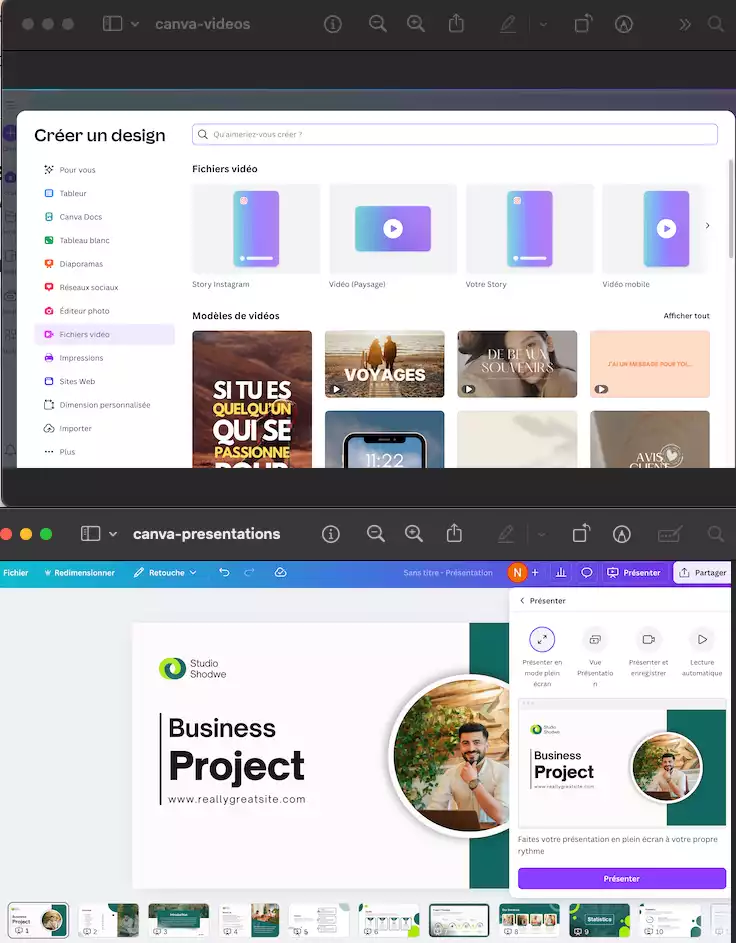 canva-videos
Créer un design
Qu'aimeriez-vous créer ?
Pour vous
Tableur
Canva Docs
Tableau blanc
Diaporamas
Réseaux sociaux
Éditeur photo
Fichiers vidéo
Impressions
Sites Web
Dimension personnalisée
Importer
Plus
Fichiers vidéo
Story Instagram
Vidéo (Paysage)
Votre Story
Vidéo mobile
Modèles de vidéos
Afficher tout
SI TU ES
QUELQU'UN
QUI SE
PASSIONNE
POUR
VOYAGES
DE BEAUX
SOUVENIRS
J'AI UN MESSAGE POUR TOI...
11:22
AVIS
CLIENT
canva-presentations
Fichier
Redimensionner
Retouche
Sans titre - Présentation
N
Présenter
Partager
Studio
Shodwe
Business
Project
www.reallygreatsite.com
Présenter
Présenter en
mode plein
écran
Vue
Présentatio
n
Présenter et
enregistrer
Lecture
automatique
Studio
Shodwe
Business
Project
www.reallygreatsite.com
Faites votre présentation en plein écran à votre propre
rythme
Présenter
Business
Project
1
2
Introduction
3
4
5
6
8
Statistics
9
10